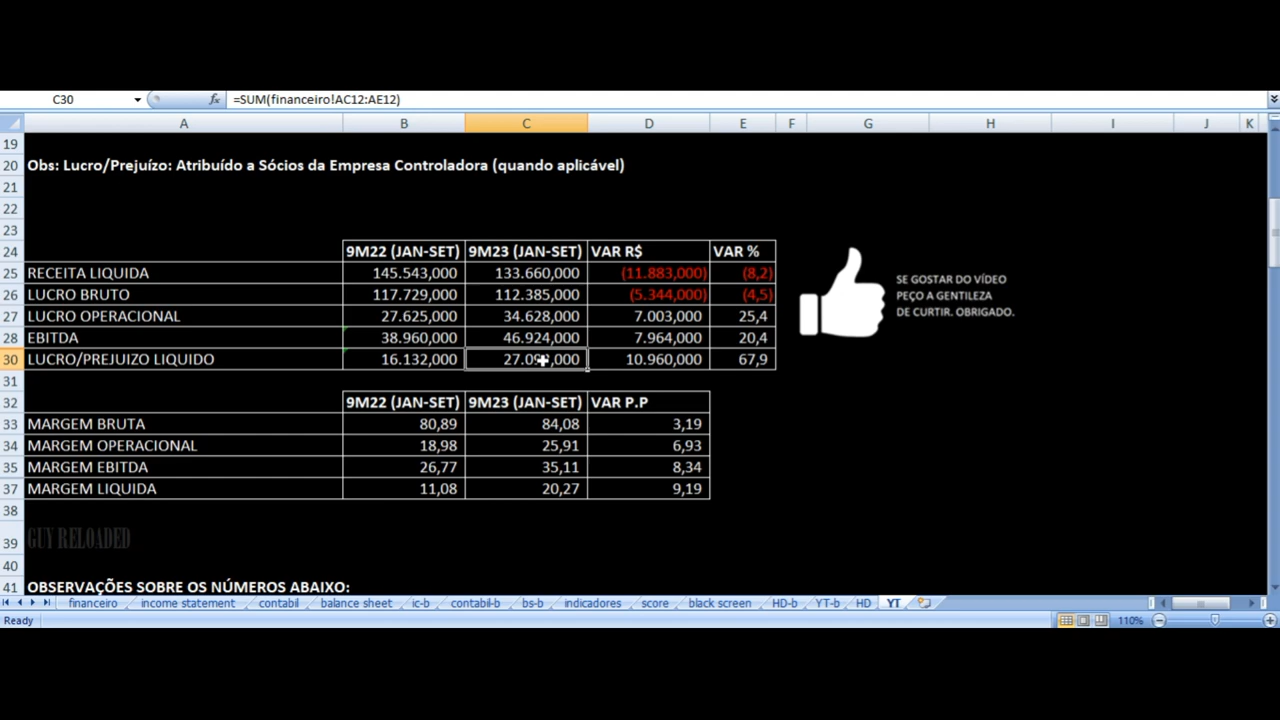 C30 fx =SUM(financeiro!AC12:AE12)
A B C D E F G H I J K
19
20 Obs: Lucro/Prejuízo: Atribuído a Sócios da Empresa Controladora (quando aplicável)
21
22
23
24 9M22 (JAN-SET) 9M23 (JAN-SET) VAR R$ VAR %
25 RECEITA LIQUIDA 145.543,000 133.660,000 (11.883,000) (8,2)
26 LUCRO BRUTO 117.729,000 112.385,000 (5.344,000) (4,5)
27 LUCRO OPERACIONAL 27.625,000 34.628,000 7.003,000 25,4
28 EBITDA 38.960,000 46.924,000 7.964,000 20,4
30 LUCRO/PREJUIZO LIQUIDO 16.132,000 10.960,000 67,9
SE GOSTAR DO VÍDEO
PEÇO A GENTILEZA
DE CURTIR. OBRIGADO.
31
32 9M22 (JAN-SET) 9M23 (JAN-SET) VAR P.P
33 MARGEM BRUTA 80,89 84,08 3,19
34 MARGEM OPERACIONAL 18,98 25,91 6,93
35 MARGEM EBITDA 26,77 35,11 8,34
37 MARGEM LIQUIDA 11,08 20,27 9,19
38
39 GUY RELOADED
40
41 OBSERVAÇÕES SOBRE OS NÚMEROS ABAIXO:
financeiro income statement contabil balance sheet ic-b contabil-b bs-b indicadores score black screen HD-b YT-b HD YT
Ready 110%